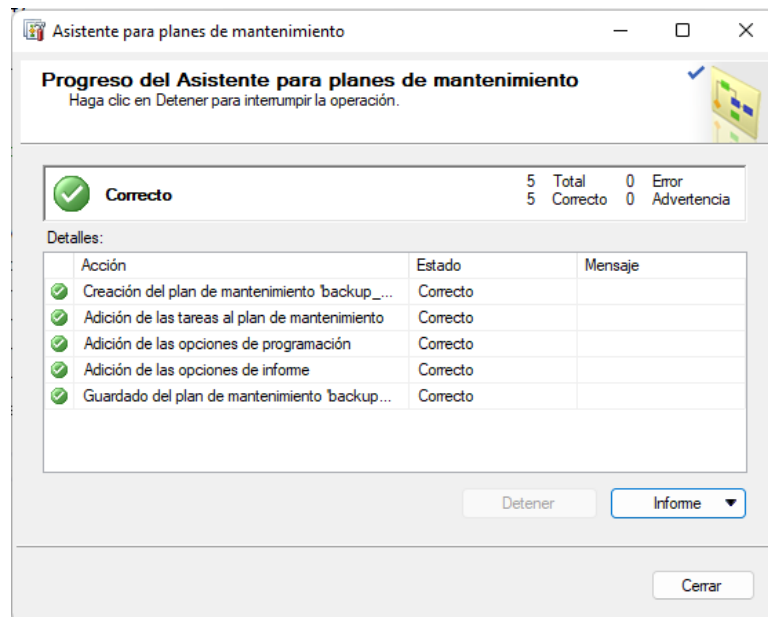 Asistente para planes de mantenimiento
Progreso del Asistente para planes de mantenimiento
Haga clic en Detener para interrumpir la operación.
Correcto
5 Total 0 Error
5 Correcto 0 Advertencia
Detalles:
Acción Estado Mensaje
Creación del plan de mantenimiento 'backup_... Correcto
Adición de las tareas al plan de mantenimiento Correcto
Adición de las opciones de programación Correcto
Adición de las opciones de informe Correcto
Guardado del plan de mantenimiento 'backup... Correcto
Detener Informe
Cerrar